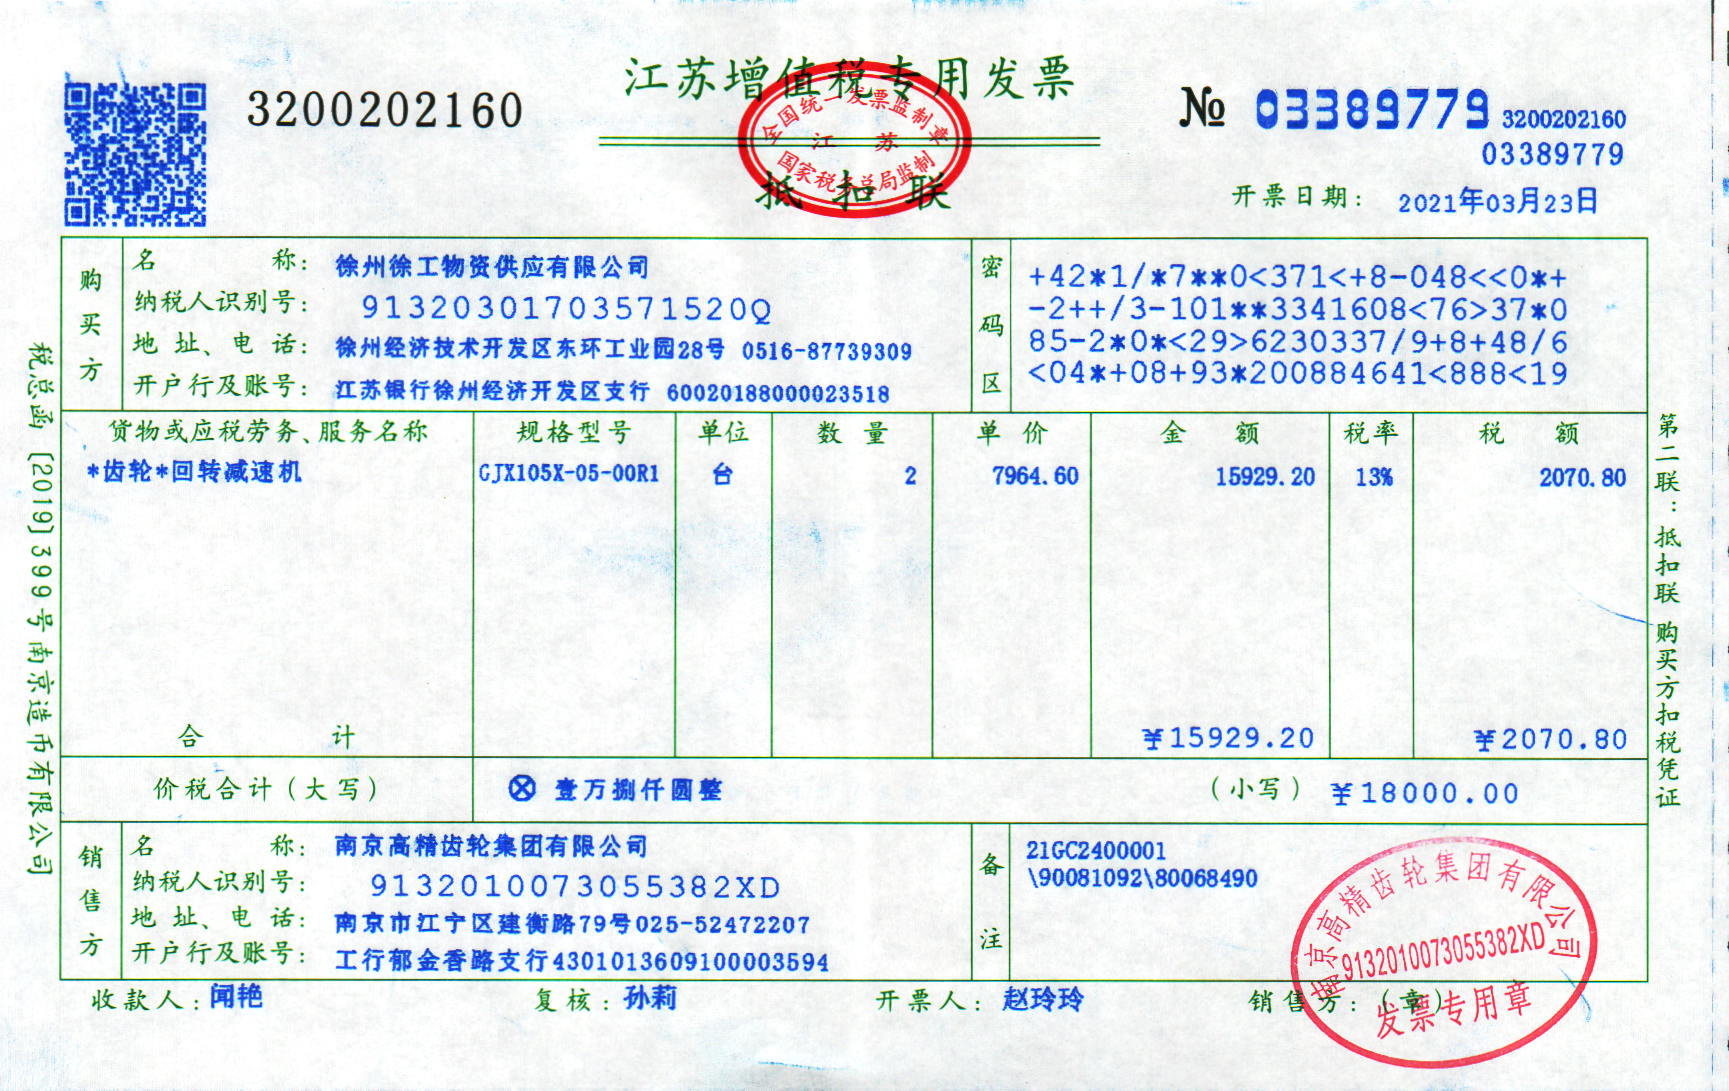 江苏增值税专用发票
3200202160
№ 03389779 3200202160
03389779
全国统一发票监制章
江苏
国家税务总局监制
抵扣联
开票日期： 2021年03月23日
购买方
名称： 徐州徐工物资供应有限公司
纳税人识别号： 91320301703571520Q
地址、电话： 徐州经济技术开发区东环工业园28号 0516-87739309
开户行及账号： 江苏银行徐州经济开发区支行 60020188000023518
密码区
+42*1/*7**0<371<+8-048<<0*+
-2++/3-101**3341608<76>37*0
85-2*0*<29>6230337/9+8+48/6
<04*+08+93*200884641<888<19
货物或应税劳务、服务名称 规格型号 单位 数量 单价 金额 税率 税额
*齿轮*回转减速机 GJX105X-05-00R1 台 2 7964.60 15929.20 13% 2070.80
合计 ¥15929.20 ¥2070.80
价税合计（大写） ⊗ 壹万捌仟圆整 （小写） ¥18000.00
销售方
名称： 南京高精齿轮集团有限公司
纳税人识别号： 9132010073055382XD
地址、电话： 南京市江宁区建衡路79号025-52472207
开户行及账号： 工行郁金香路支行4301013609100003594
备注
21GC2400001
\90081092\80068490
收款人：闻艳 复核：孙莉 开票人：赵玲玲 销售方：（章）
南京高精齿轮集团有限公司
9132010073055382XD
发票专用章
税总函〔2019〕399号南京造币有限公司
第二联：抵扣联 购买方扣税凭证